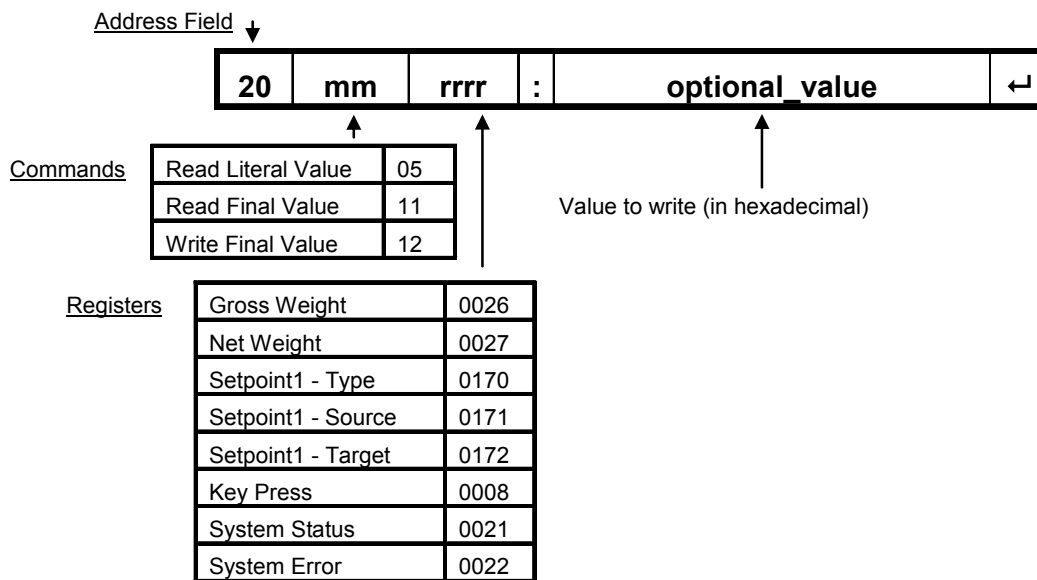 Address Field
20 mm rrrr : optional_value ↵
Commands
Read Literal Value 05
Read Final Value 11
Write Final Value 12
Value to write (in hexadecimal)
Registers
Gross Weight 0026
Net Weight 0027
Setpoint1 - Type 0170
Setpoint1 - Source 0171
Setpoint1 - Target 0172
Key Press 0008
System Status 0021
System Error 0022